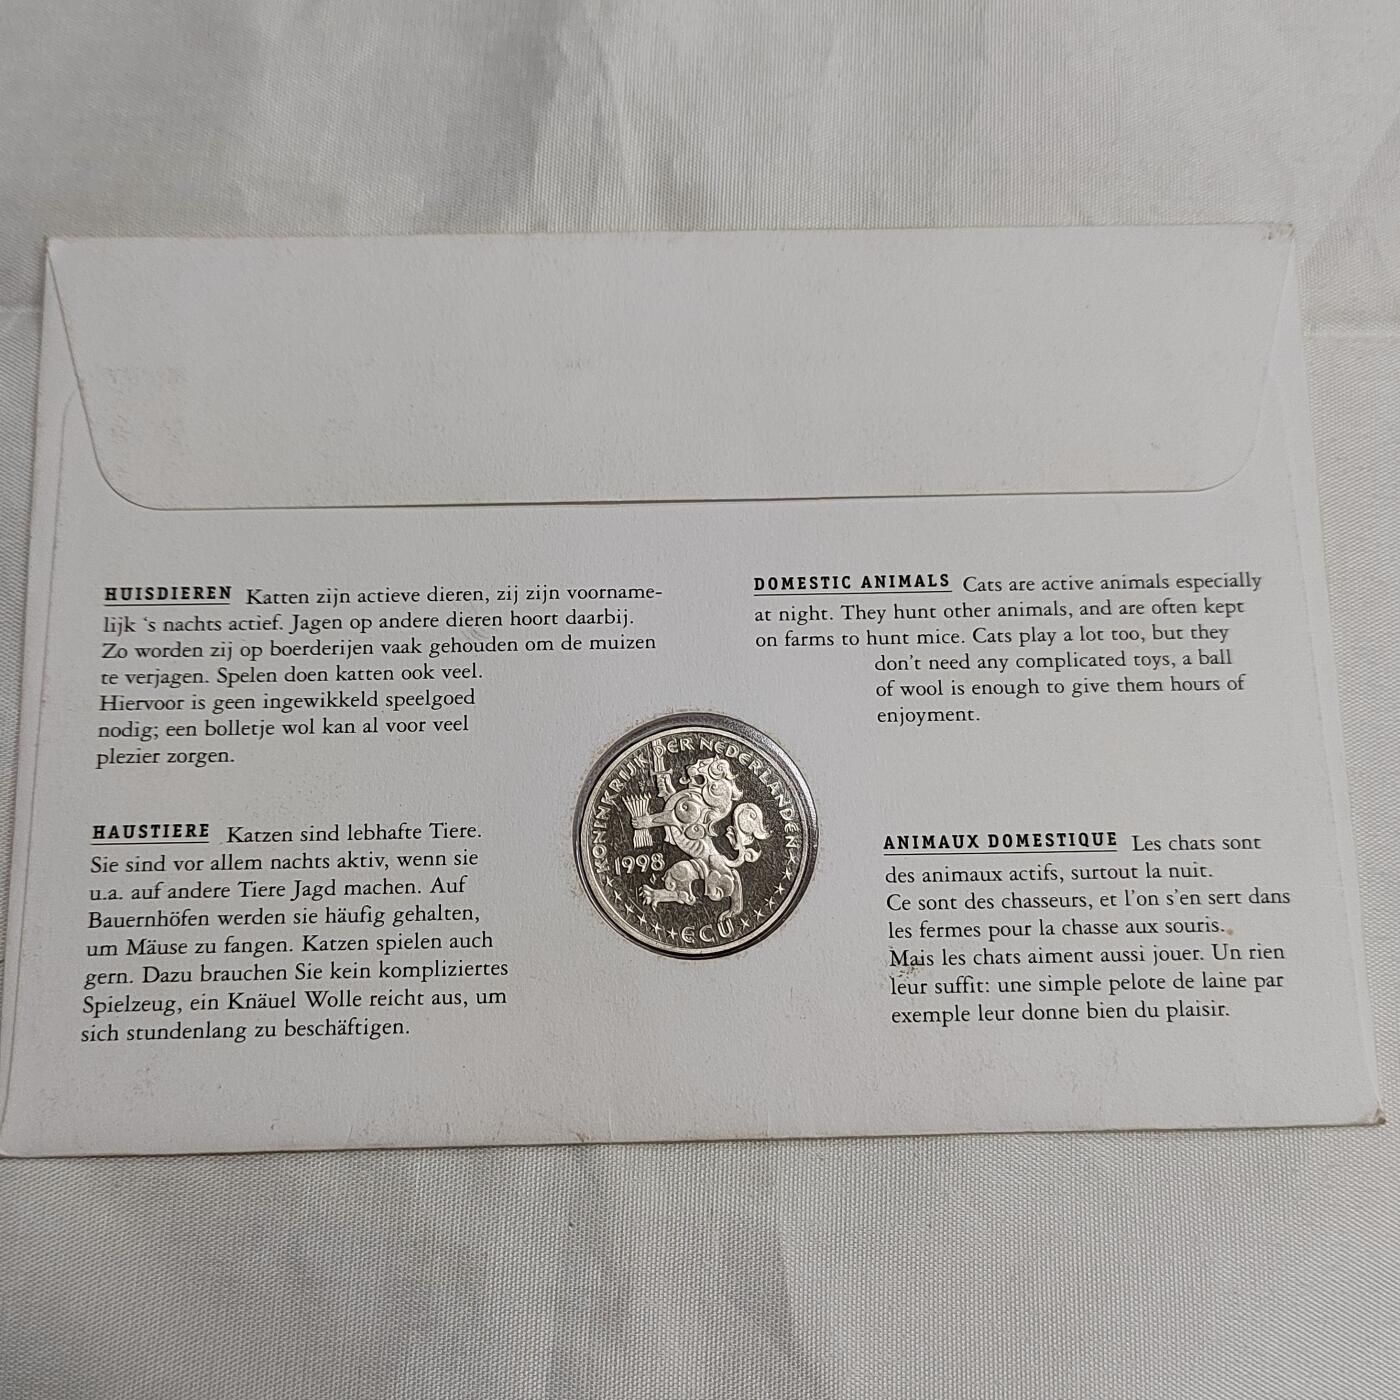 HUISDIEREN Katten zijn actieve dieren, zij zijn voorname-
lijk 's nachts actief. Jagen op andere dieren hoort daarbij.
Zo worden zij op boerderijen vaak gehouden om de muizen
te verjagen. Spelen doen katten ook veel.
Hiervoor is geen ingewikkeld speelgoed
nodig; een bolletje wol kan al voor veel
plezier zorgen.
DOMESTIC ANIMALS Cats are active animals especially
at night. They hunt other animals, and are often kept
on farms to hunt mice. Cats play a lot too, but they
don't need any complicated toys, a ball
of wool is enough to give them hours of
enjoyment.
KONINKRIJK DER NEDERLANDEN
1998
ECU
HAUSTIERE Katzen sind lebhafte Tiere.
Sie sind vor allem nachts aktiv, wenn sie
u.a. auf andere Tiere Jagd machen. Auf
Bauernhöfen werden sie häufig gehalten,
um Mäuse zu fangen. Katzen spielen auch
gern. Dazu brauchen Sie kein kompliziertes
Spielzeug, ein Knäuel Wolle reicht aus, um
sich stundenlang zu beschäftigen.
ANIMAUX DOMESTIQUE Les chats sont
des animaux actifs, surtout la nuit.
Ce sont des chasseurs, et l'on s'en sert dans
les fermes pour la chasse aux souris.
Mais les chats aiment aussi jouer. Un rien
leur suffit: une simple pelote de laine par
exemple leur donne bien du plaisir.